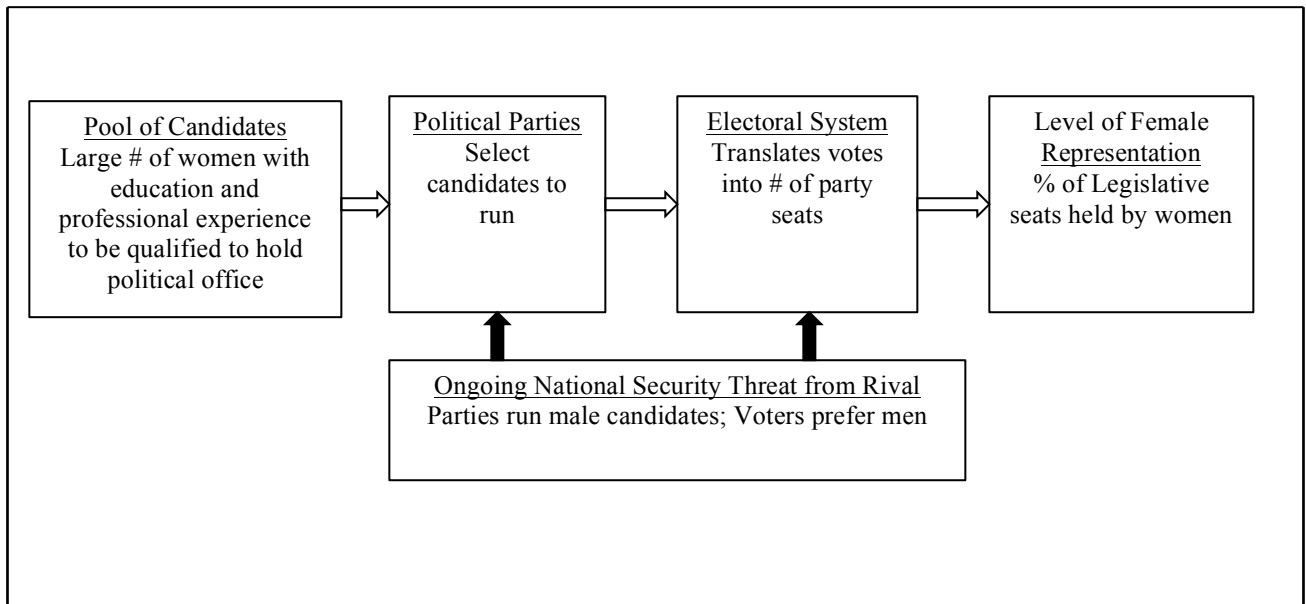 Pool of Candidates
Large # of women with
education and
professional experience
to be qualified to hold
political office
Political Parties
Select
candidates to
run
Electoral System
Translates votes
into # of party
seats
Level of Female
Representation
% of Legislative
seats held by women
Ongoing National Security Threat from Rival
Parties run male candidates; Voters prefer men